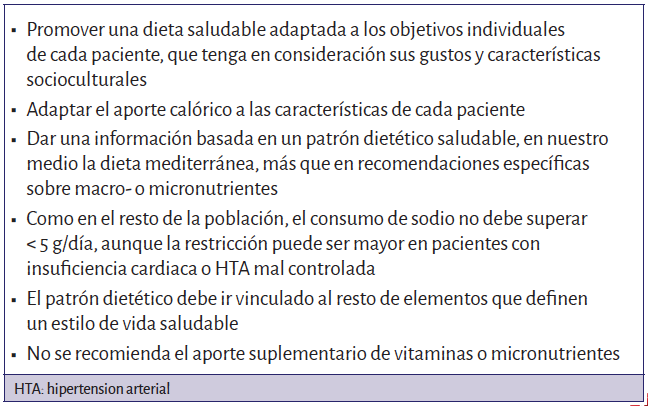 ▪ Promover una dieta saludable adaptada a los objetivos individuales
de cada paciente, que tenga en consideración sus gustos y características
socioculturales
▪ Adaptar el aporte calórico a las características de cada paciente
▪ Dar una información basada en un patrón dietético saludable, en nuestro
medio la dieta mediterránea, más que en recomendaciones específicas
sobre macro- o micronutrientes
▪ Como en el resto de la población, el consumo de sodio no debe superar
< 5 g/día, aunque la restricción puede ser mayor en pacientes con
insuficiencia cardiaca o HTA mal controlada
▪ El patrón dietético debe ir vinculado al resto de elementos que definen
un estilo de vida saludable
▪ No se recomienda el aporte suplementario de vitaminas o micronutrientes
HTA: hipertension arterial